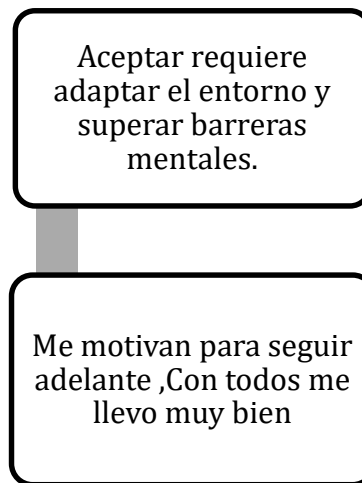 Aceptar requiere
adaptar el entorno y
superar barreras
mentales.
Me motivan para seguir
adelante ,Con todos me
llevo muy bien